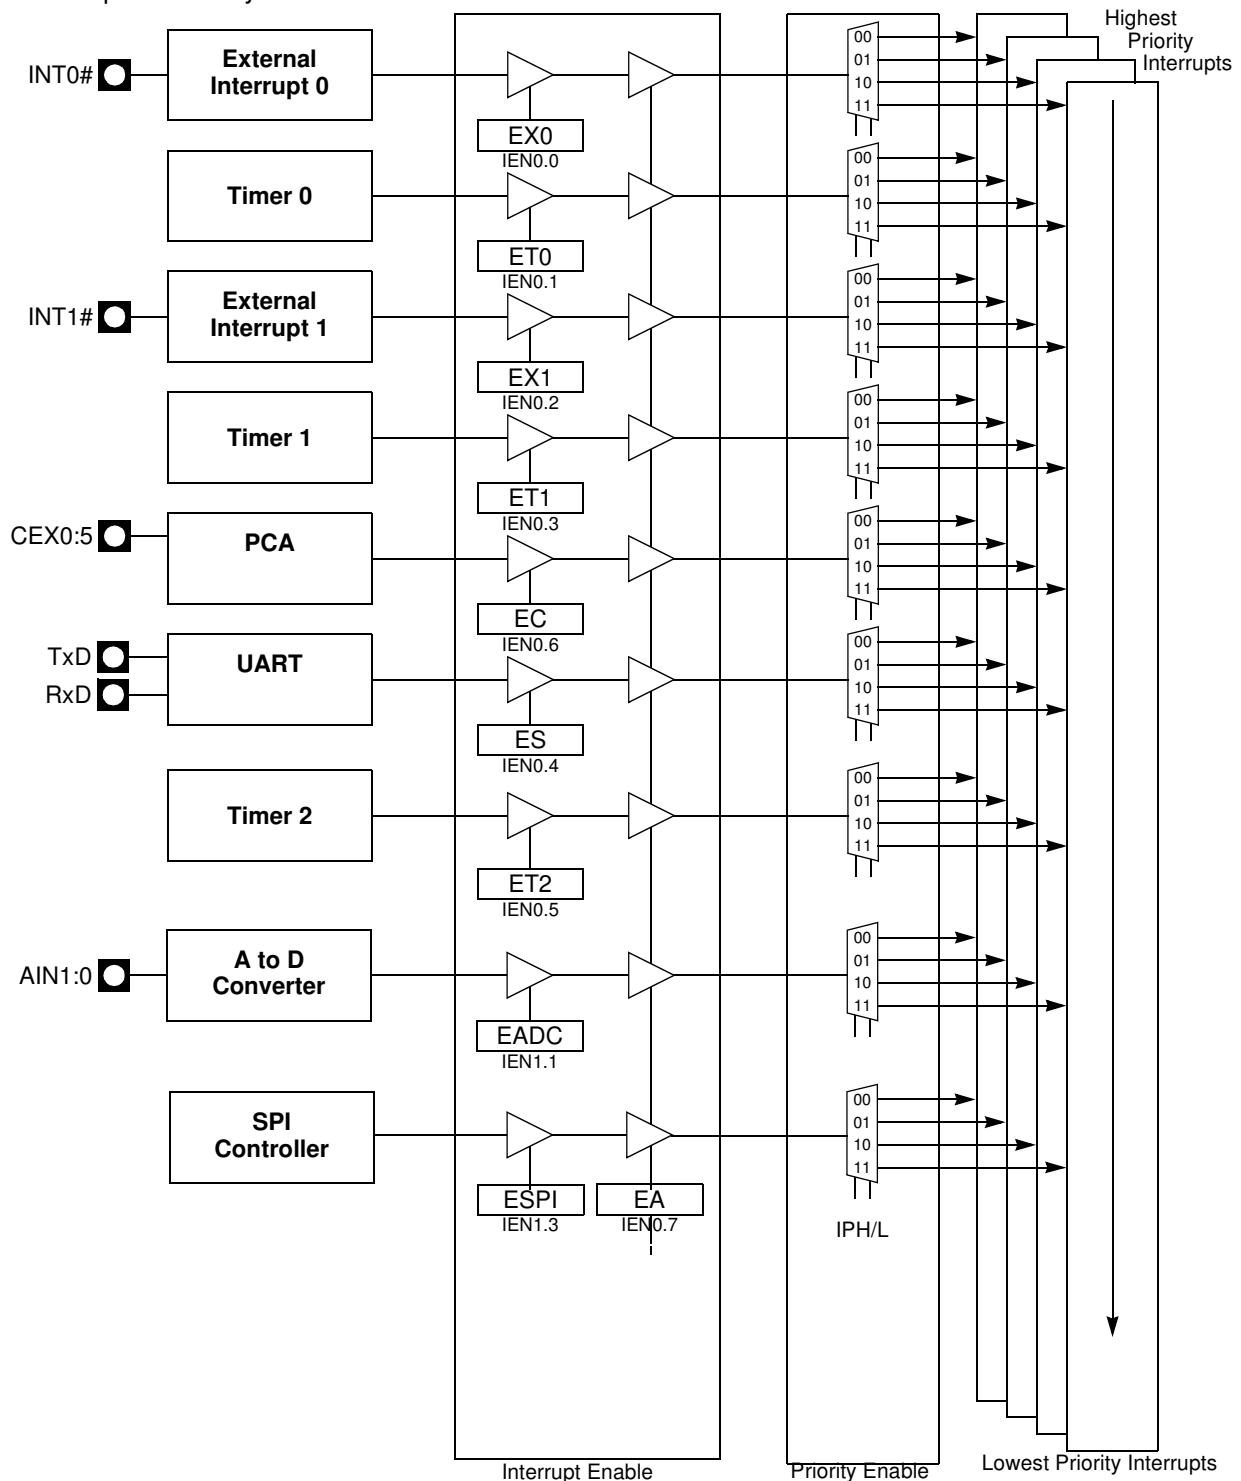 Highest
Priority
Interrupts
INT0#
External
Interrupt 0
EX0
IEN0.0
00
01
10
11
Timer 0
ET0
IEN0.1
00
01
10
11
INT1#
External
Interrupt 1
EX1
IEN0.2
00
01
10
11
Timer 1
ET1
IEN0.3
00
01
10
11
CEX0:5
PCA
EC
IEN0.6
00
01
10
11
TxD
RxD
UART
ES
IEN0.4
00
01
10
11
Timer 2
ET2
IEN0.5
00
01
10
11
AIN1:0
A to D
Converter
EADC
IEN1.1
00
01
10
11
SPI
Controller
ESPI
IEN1.3
EA
IEN0.7
00
01
10
11
IPH/L
Interrupt Enable
Priority Enable
Lowest Priority Interrupts